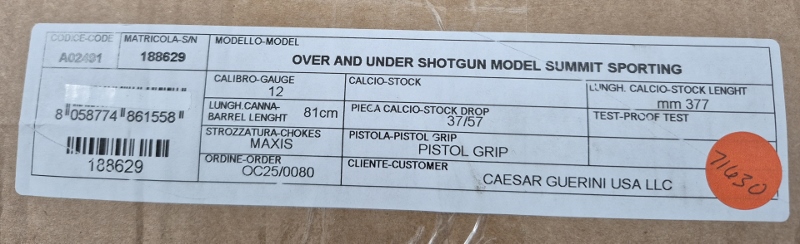 CODICE-CODE
A02491
MATRICOLA-S/N
188629
MODELLO-MODEL
OVER AND UNDER SHOTGUN MODEL SUMMIT SPORTING
8 058774 861558
188629
CALIBRO-GAUGE
12
LUNGH.CANNA-
BARREL LENGHT 81cm
STROZZATURA-CHOKES
MAXIS
ORDINE-ORDER
OC25/0080
CALCIO-STOCK
PIECA CALCIO-STOCK DROP
37/57
PISTOLA-PISTOL GRIP
PISTOL GRIP
CLIENTE-CUSTOMER
CAESAR GUERINI USA LLC
LUNGH. CALCIO-STOCK LENGHT
mm 377
TEST-PROOF TEST
71630